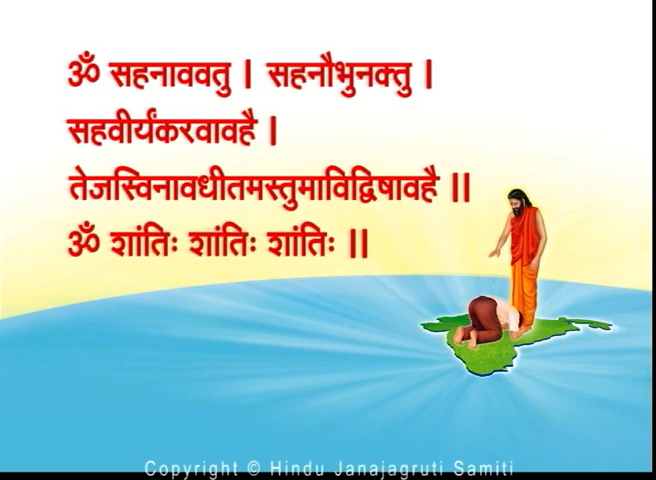 ॐ सहनाववतु । सहनौभुनक्तु ।
सहवीर्यंकरवावहै ।
तेजस्विनावधीतमस्तुमाविद्विषावहै ॥
ॐ शांतिः शांतिः शांतिः ॥
Copyright © Hindu Janajagruti Samiti